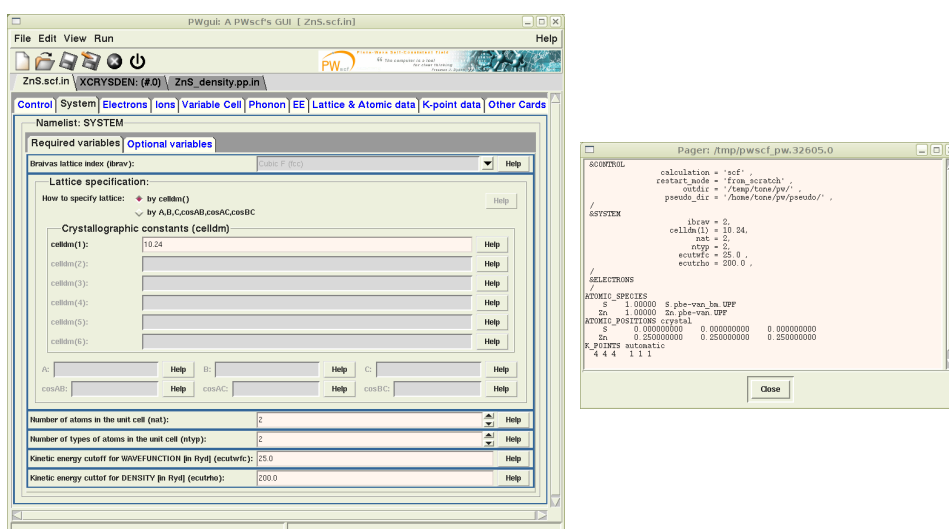 PWgui: A PWscf's GUI [ ZnS.scf.in]
File Edit View Run Help
PW scf
Plane-Wave Self-Consistent Field
ZnS.scf.in XCRYSDEN: (#.0) ZnS_density.pp.in
Control System Electrons Ions Variable Cell Phonon EE Lattice & Atomic data K-point data Other Cards
Namelist: SYSTEM
Required variables Optional variables
Braivas lattice index (ibrav): Cubic F (fcc) Help
Lattice specification:
How to specify lattice: by celldm() Help
by A,B,C,cosAB,cosAC,cosBC
Crystallographic constants (celldm)
celldm(1): 10.24 Help
celldm(2): Help
celldm(3): Help
celldm(4): Help
celldm(5): Help
celldm(6): Help
A: Help B: Help C: Help
cosAB: Help cosAC: Help cosBC: Help
Number of atoms in the unit cell (nat): 2 Help
Number of types of atoms in the unit cell (ntyp): 2 Help
Kinetic energy cutoff for WAVEFUNCTION [in Ryd] (ecutwfc): 25.0 Help
Kinetic energy cuttof for DENSITY [in Ryd] (ecutrho): 200.0 Help
Pager: /tmp/pwscf_pw.32605.0
&CONTROL
calculation = 'scf' ,
restart_mode = 'from_scratch' ,
outdir = '/temp/tone/pw/' ,
pseudo_dir = '/home/tone/pw/pseudo/' ,
/
&SYSTEM
ibrav = 2,
celldm(1) = 10.24,
nat = 2,
ntyp = 2,
ecutwfc = 25.0 ,
ecutrho = 200.0 ,
/
&ELECTRONS
/
ATOMIC_SPECIES
S 1.00000 S.pbe-van_bm.UPF
Zn 1.00000 Zn.pbe-van.UPF
ATOMIC_POSITIONS crystal
S 0.000000000 0.000000000 0.000000000
Zn 0.250000000 0.250000000 0.250000000
K_POINTS automatic
4 4 4 1 1 1
Close